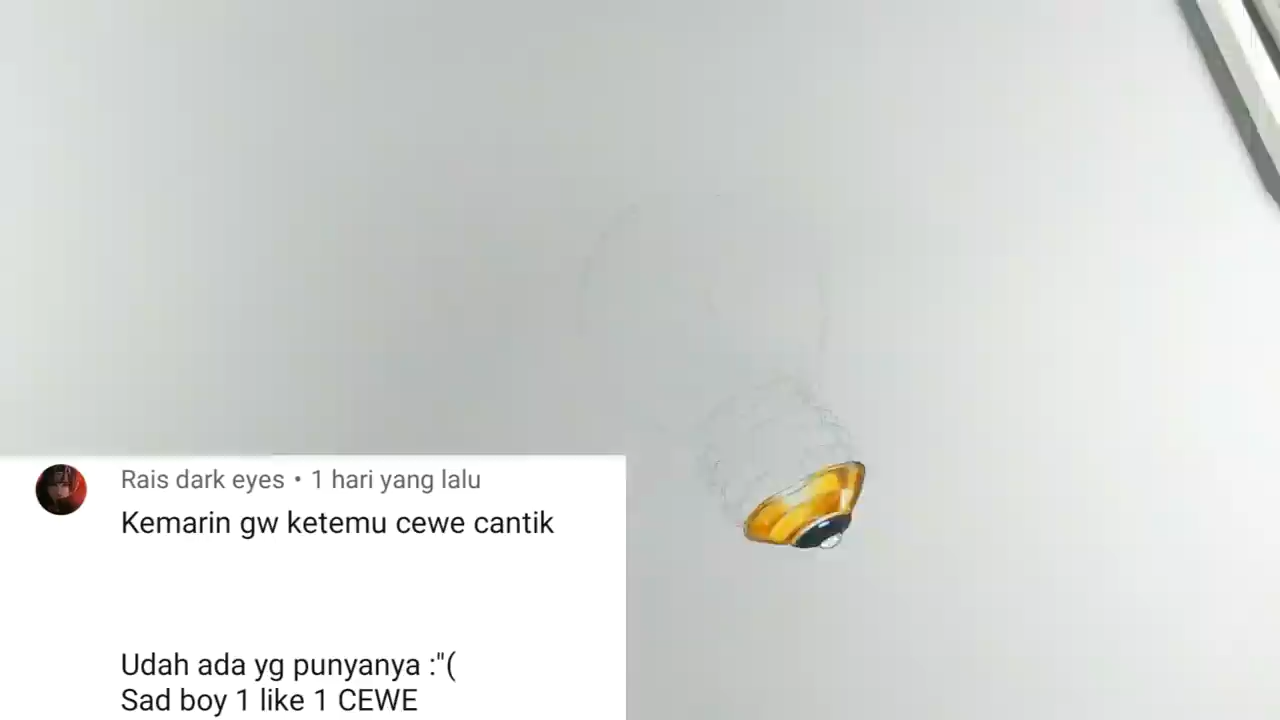 Rais dark eyes • 1 hari yang lalu
Kemarin gw ketemu cewe cantik
Udah ada yg punyanya :"(
Sad boy 1 like 1 CEWE